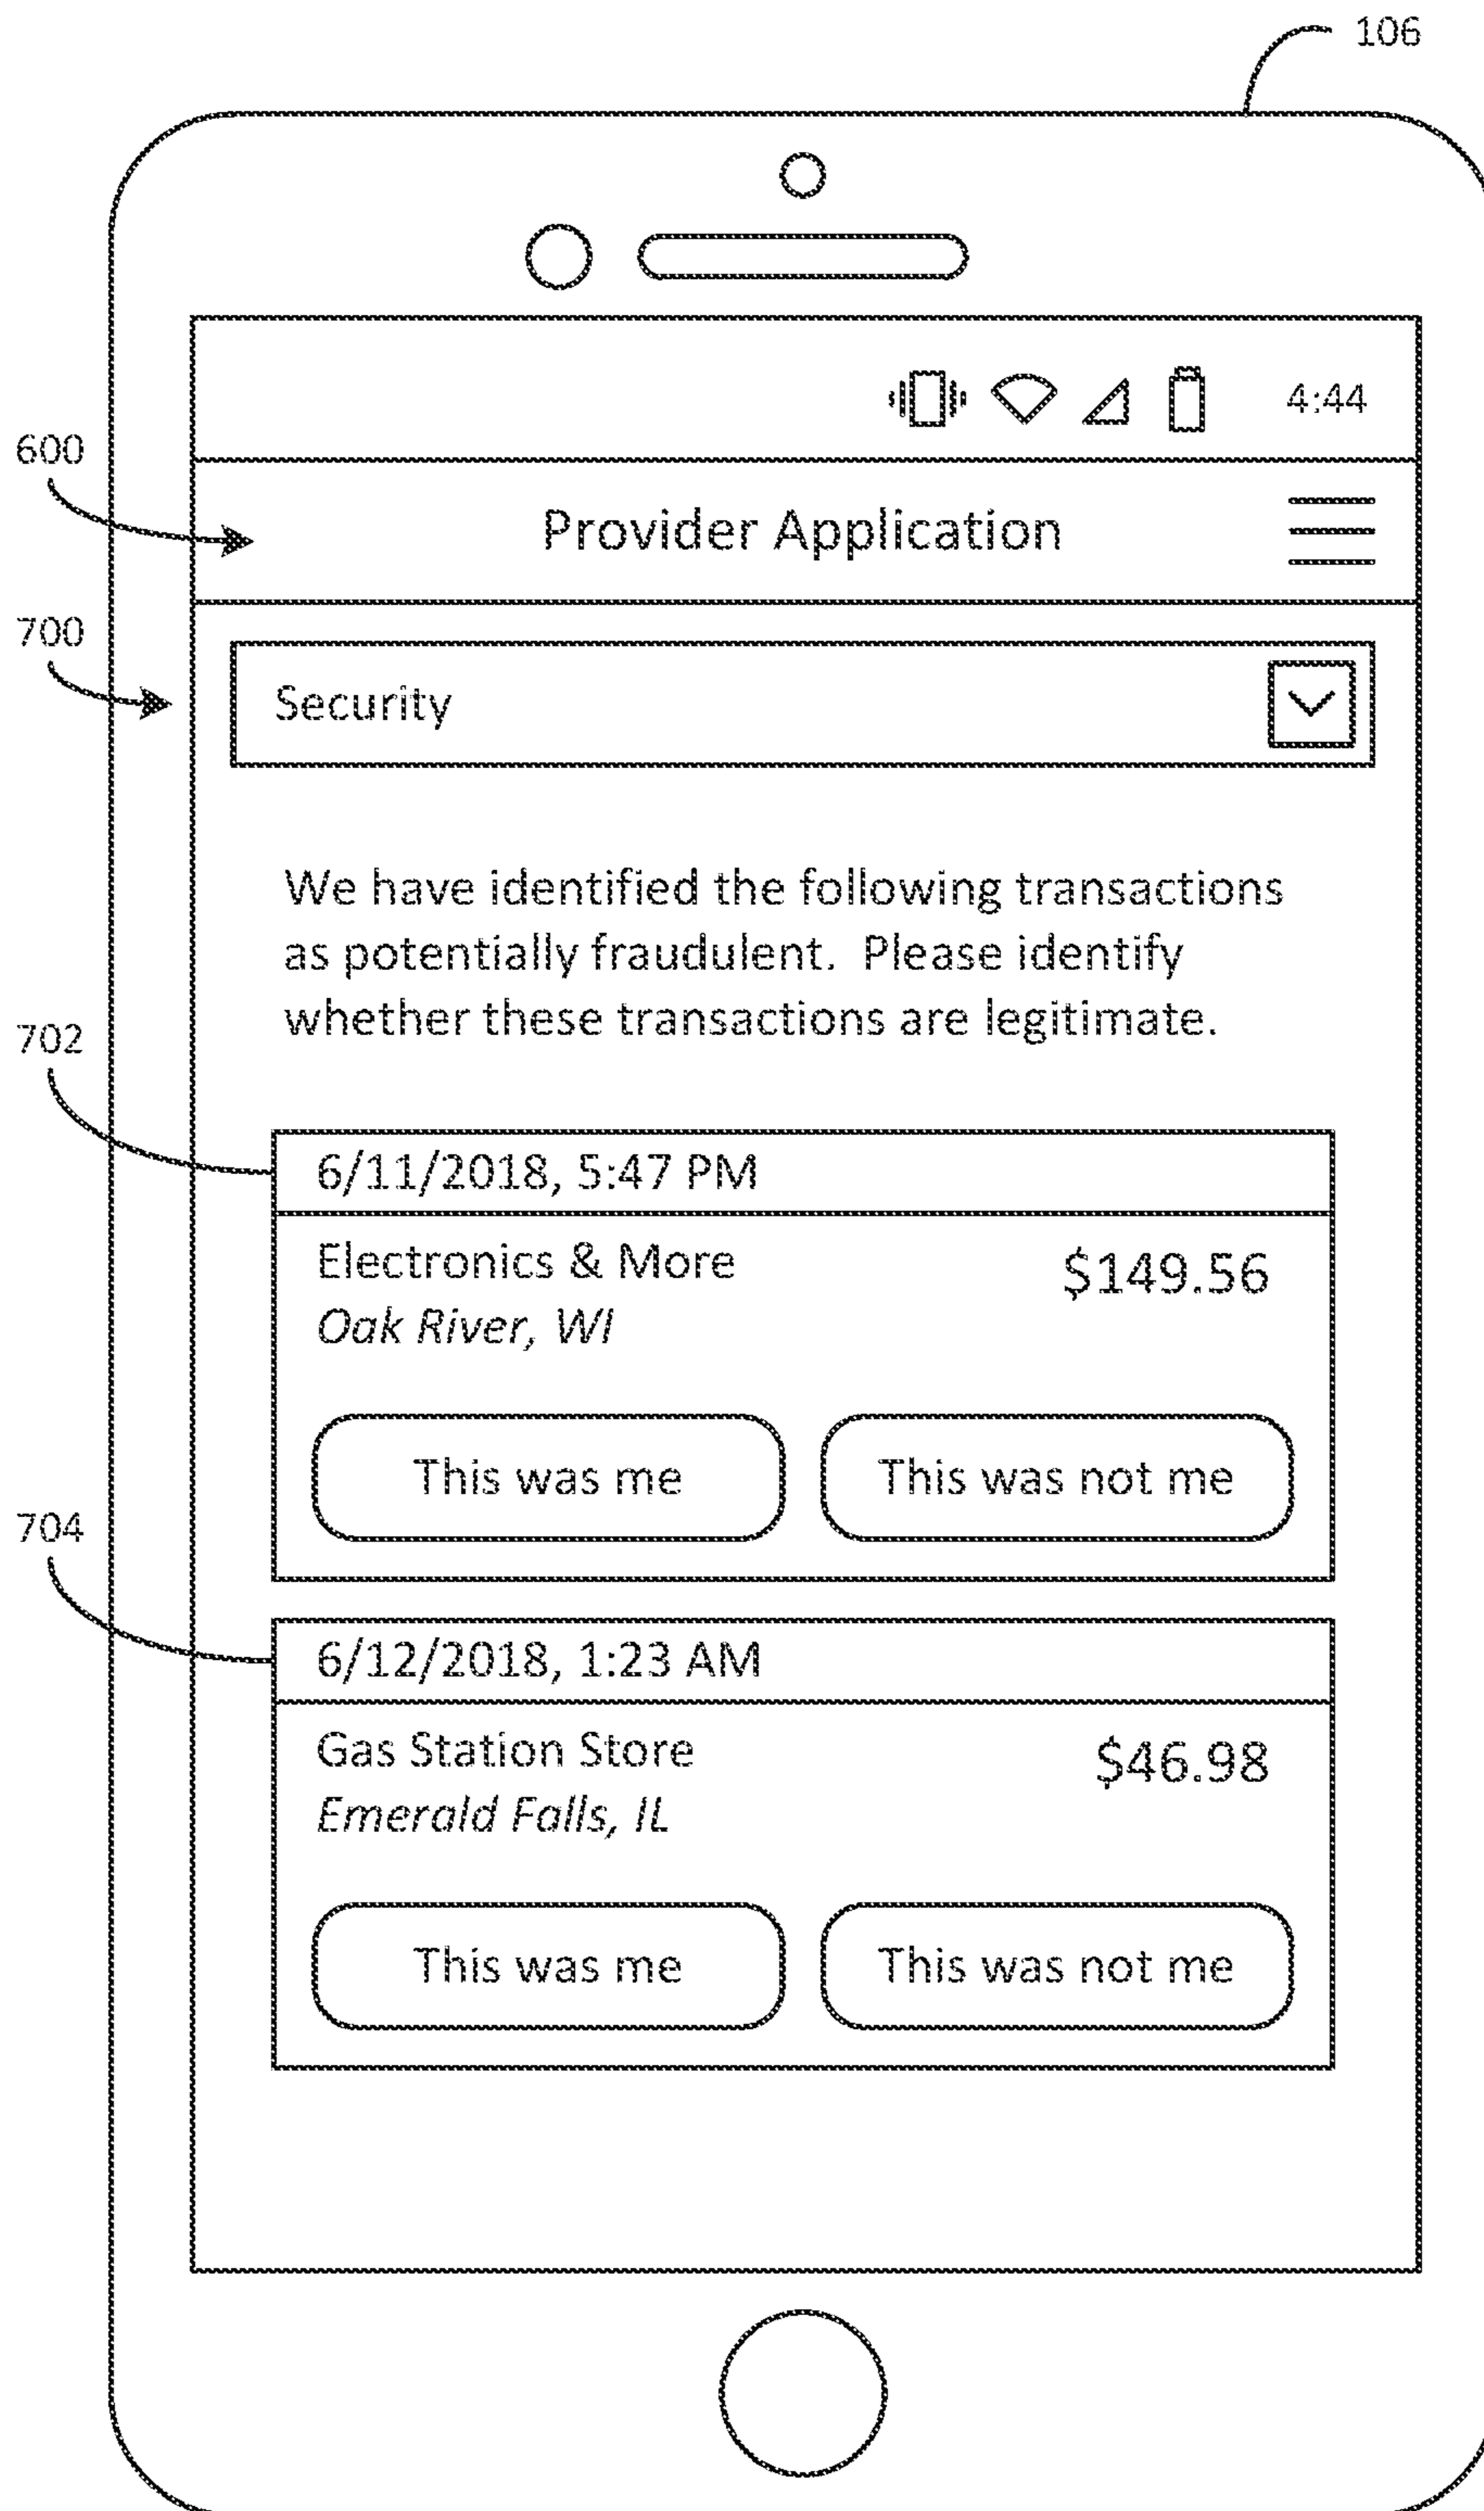 106
4:44
600
Provider Application
700
Security
We have identified the following transactions
as potentially fraudulent.  Please identify
whether these transactions are legitimate.
702
6/11/2018, 5:47 PM
Electronics & More
$149.56
Oak River, WI
This was me
This was not me
704
6/12/2018, 1:23 AM
Gas Station Store
$46.98
Emerald Falls, IL
This was me
This was not me